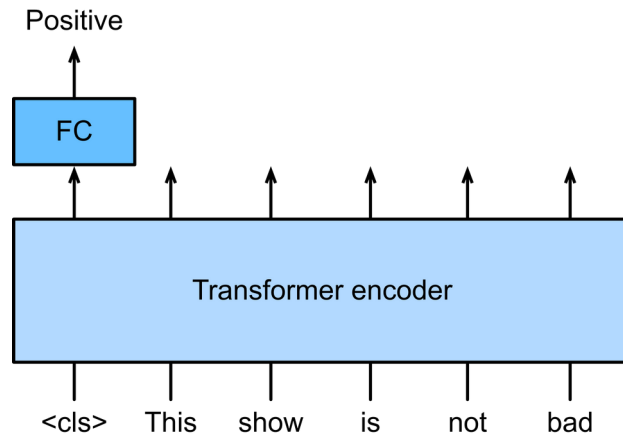 Positive
FC
Transformer encoder
<cls> This show is not bad